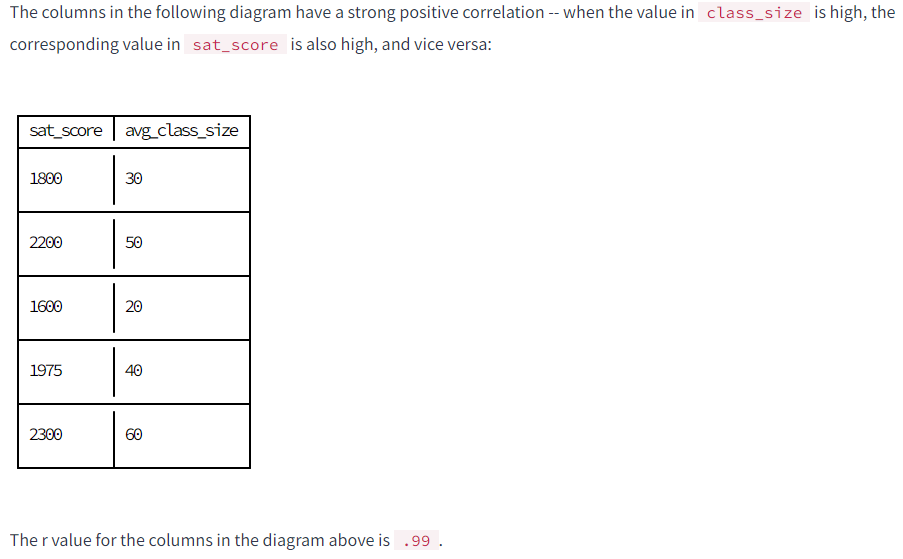 The columns in the following diagram have a strong positive correlation -- when the value in class_size is high, the
corresponding value in sat_score is also high, and vice versa:
sat_score avg_class_size
1800 30
2200 50
1600 20
1975 40
2300 60
The r value for the columns in the diagram above is .99 .